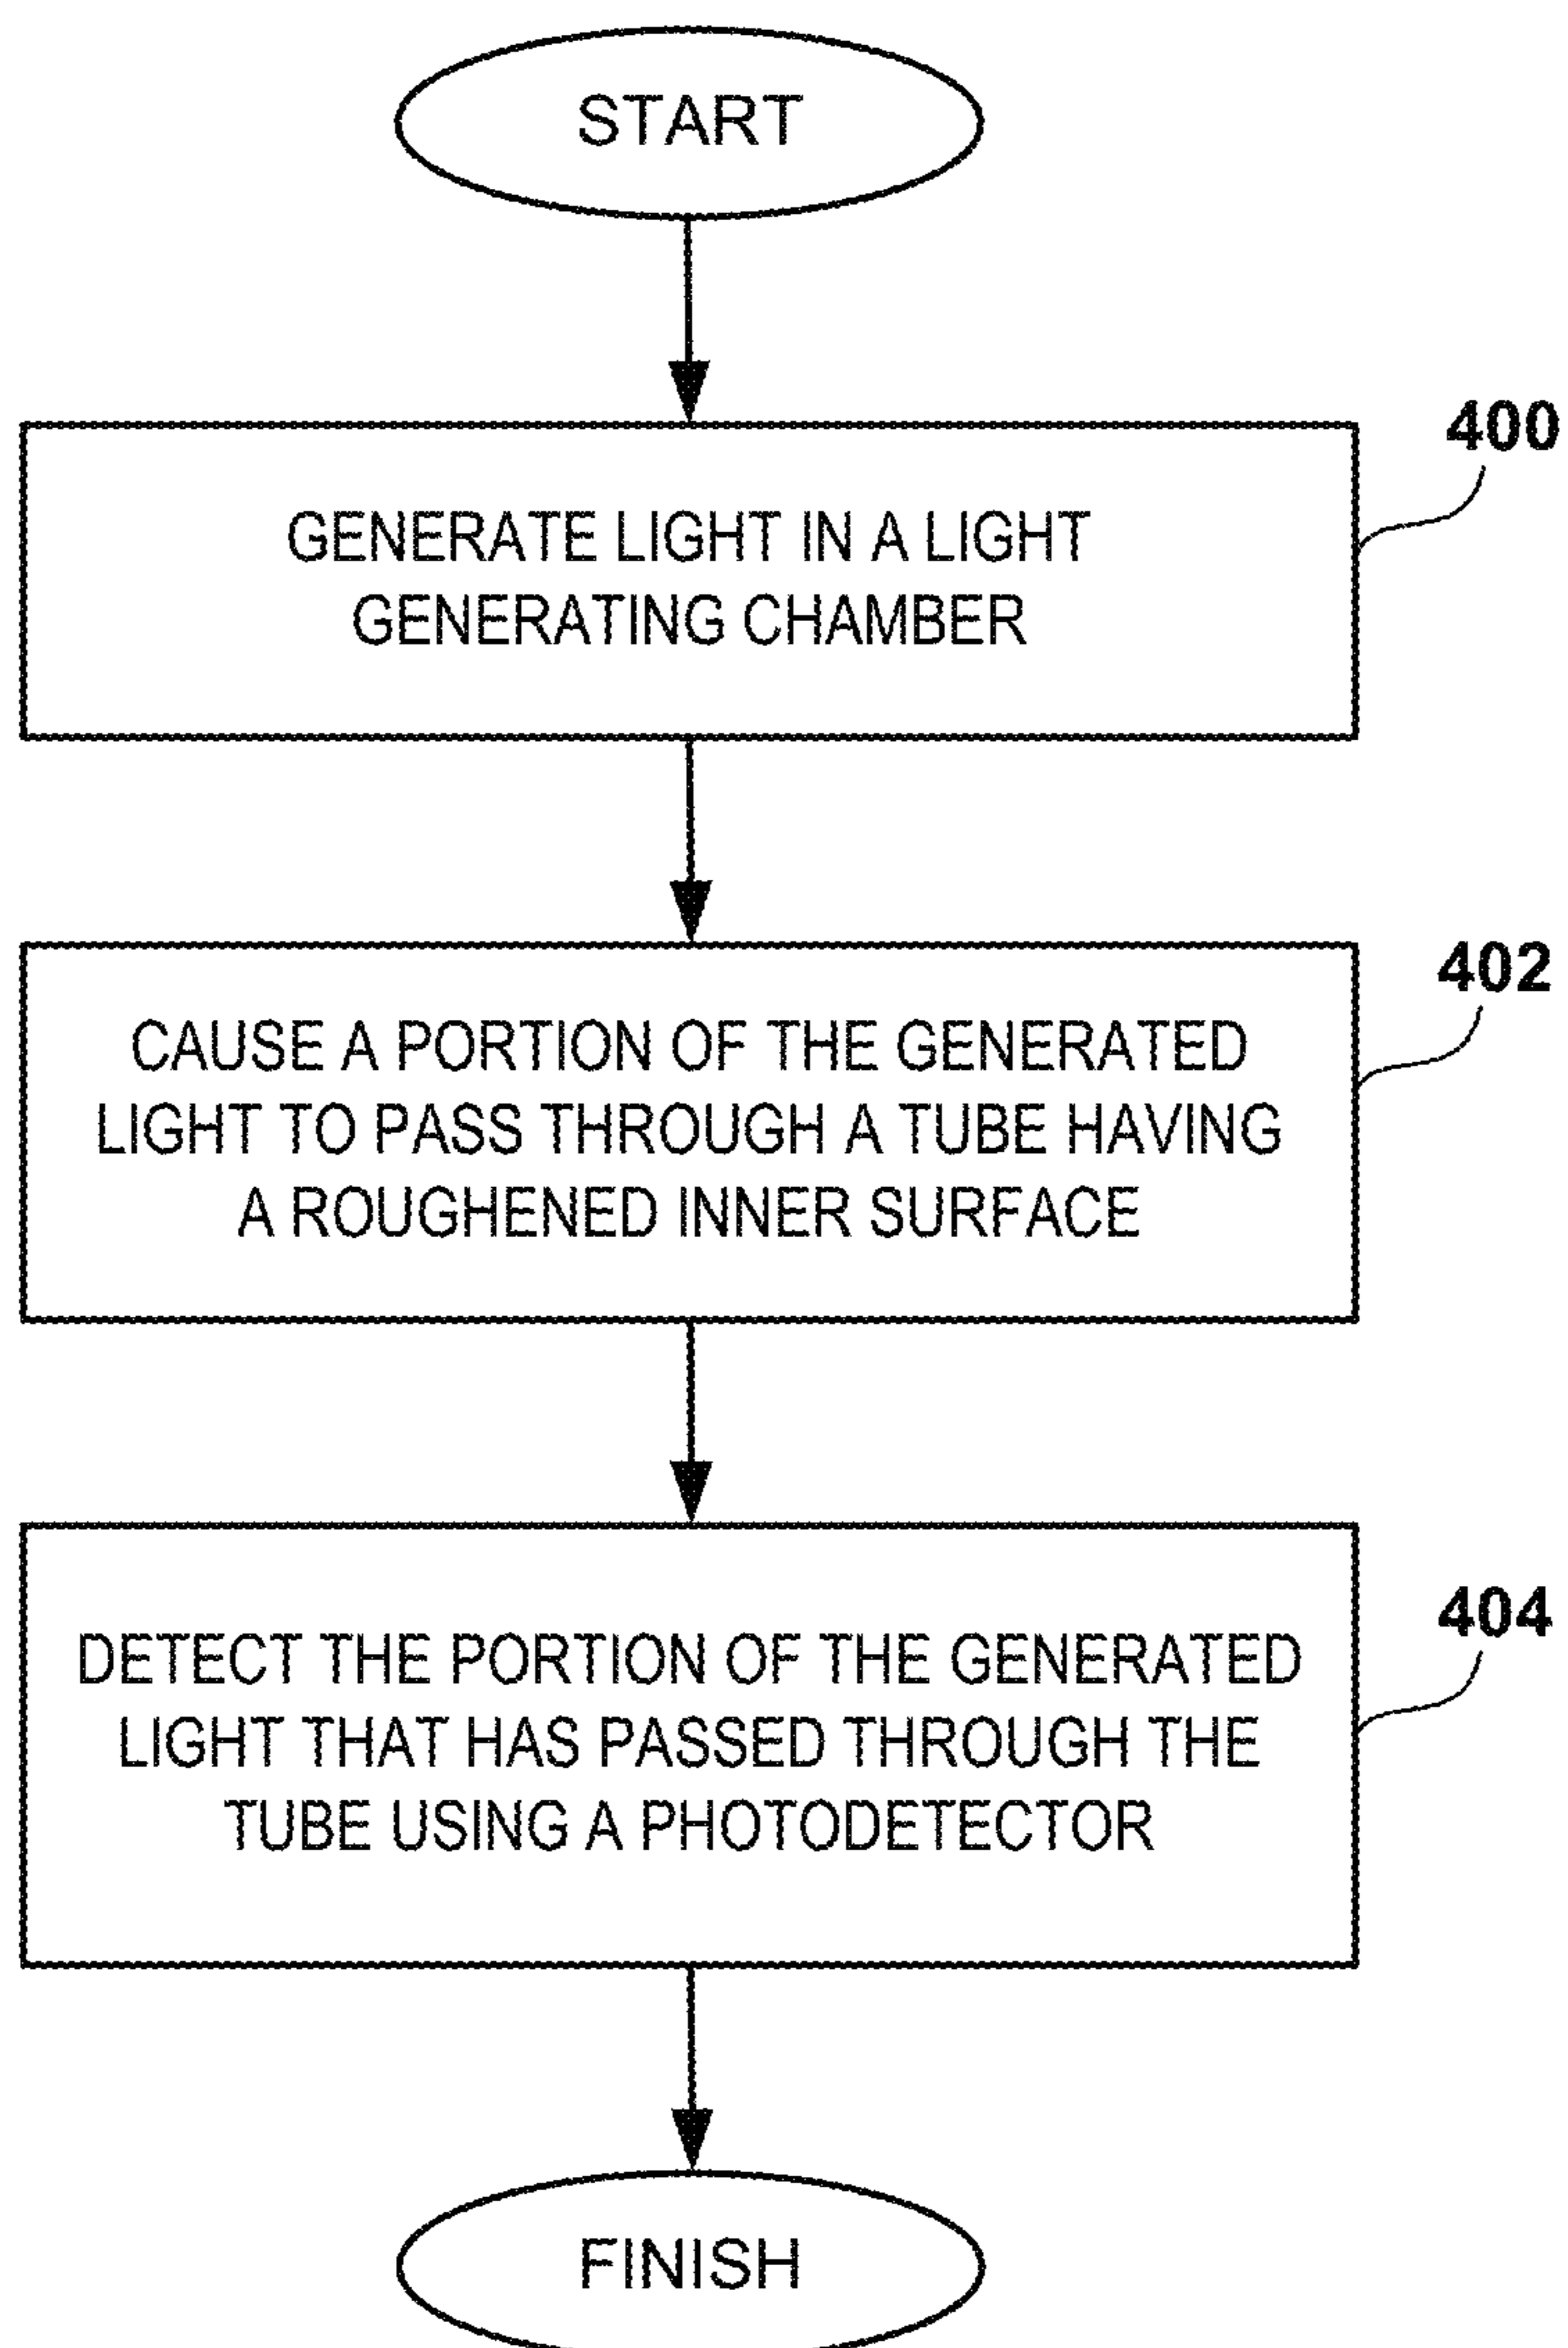 START
400
GENERATE LIGHT IN A LIGHT
GENERATING CHAMBER
402
CAUSE A PORTION OF THE GENERATED
LIGHT TO PASS THROUGH A TUBE HAVING
A ROUGHENED INNER SURFACE
404
DETECT THE PORTION OF THE GENERATED
LIGHT THAT HAS PASSED THROUGH THE
TUBE USING A PHOTODETECTOR
FINISH